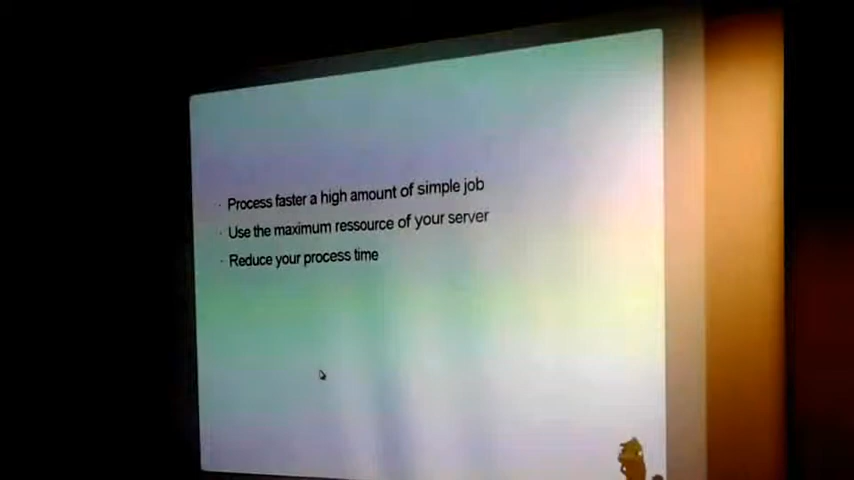 · Process faster a high amount of simple job
· Use the maximum ressource of your server
· Reduce your process time